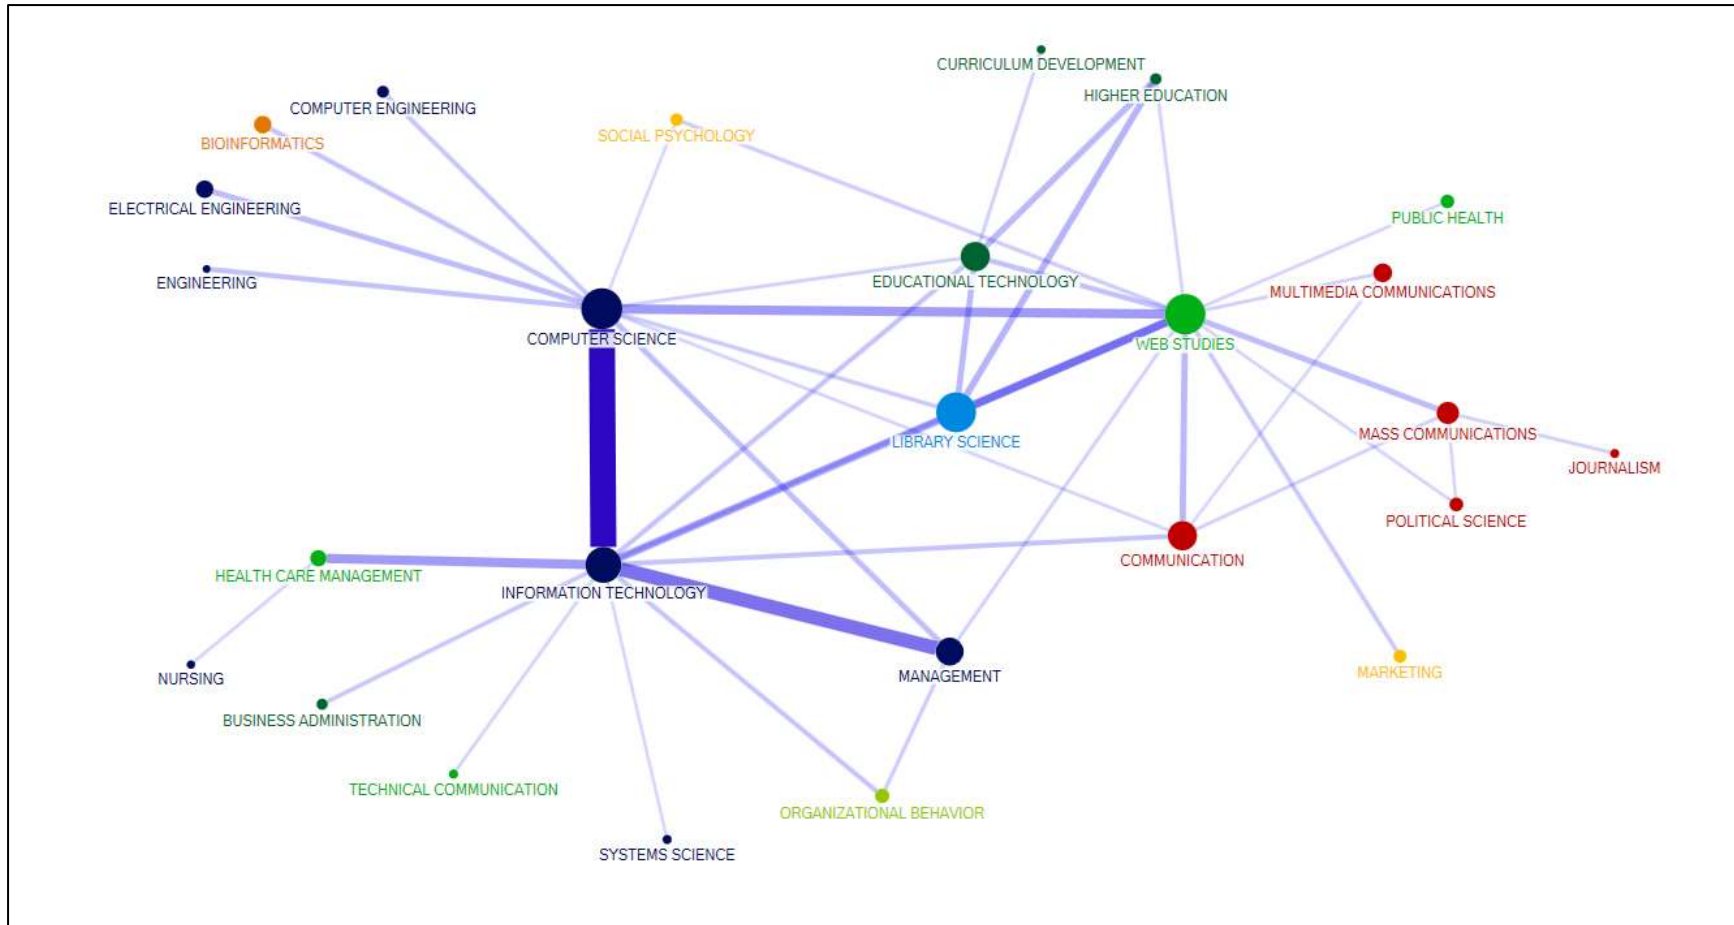 CURRICULUM DEVELOPMENT
HIGHER EDUCATION
COMPUTER ENGINEERING
SOCIAL PSYCHOLOGY
BIOINFORMATICS
ELECTRICAL ENGINEERING
PUBLIC HEALTH
ENGINEERING
EDUCATIONAL TECHNOLOGY
MULTIMEDIA COMMUNICATIONS
COMPUTER SCIENCE
WEB STUDIES
LIBRARY SCIENCE
MASS COMMUNICATIONS
JOURNALISM
POLITICAL SCIENCE
COMMUNICATION
HEALTH CARE MANAGEMENT
INFORMATION TECHNOLOGY
NURSING
MANAGEMENT
MARKETING
BUSINESS ADMINISTRATION
TECHNICAL COMMUNICATION
ORGANIZATIONAL BEHAVIOR
SYSTEMS SCIENCE